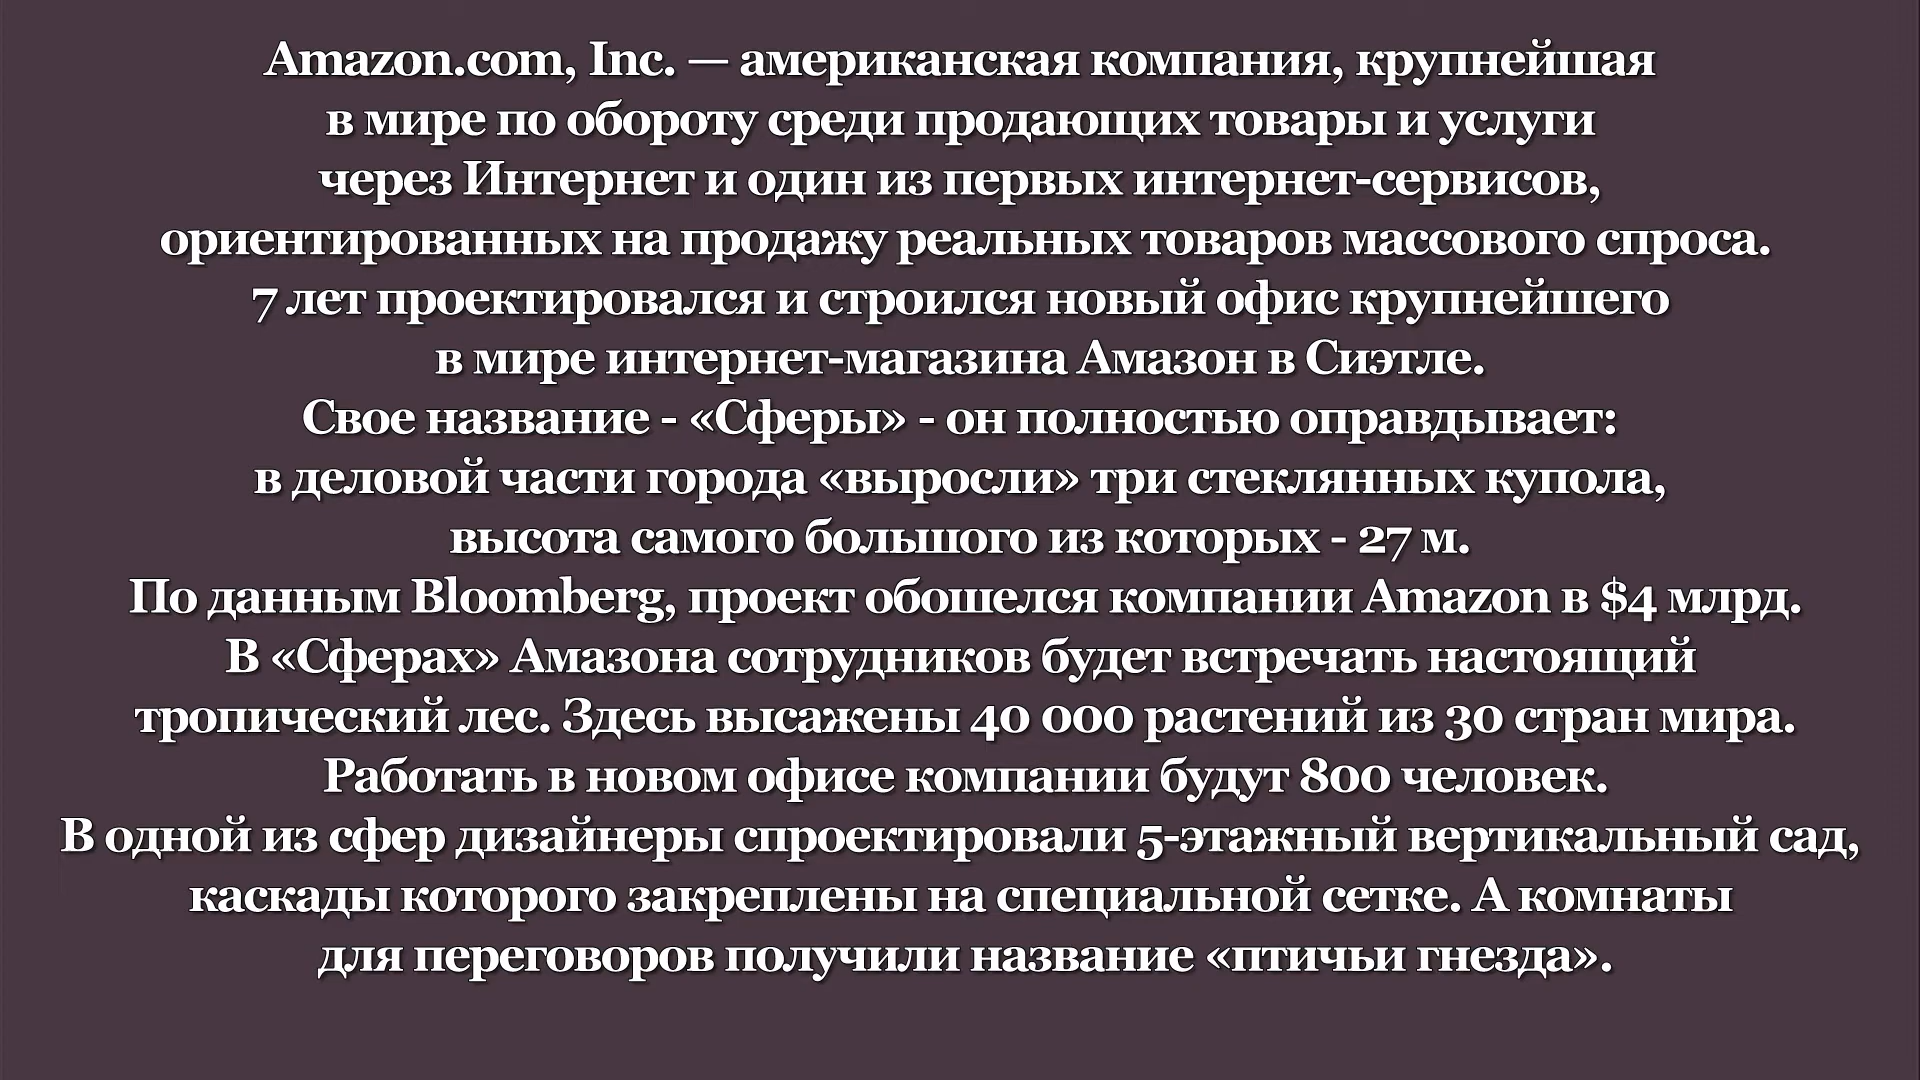 Amazon.com, Inc. — американская компания, крупнейшая
в мире по обороту среди продающих товары и услуги
через Интернет и один из первых интернет-сервисов,
ориентированных на продажу реальных товаров массового спроса.
7 лет проектировался и строился новый офис крупнейшего
в мире интернет-магазина Амазон в Сиэтле.
Свое название - «Сферы» - он полностью оправдывает:
в деловой части города «выросли» три стеклянных купола,
высота самого большого из которых - 27 м.
По данным Bloomberg, проект обошелся компании Amazon в $4 млрд.
В «Сферах» Амазона сотрудников будет встречать настоящий
тропический лес. Здесь высажены 40 000 растений из 30 стран мира.
Работать в новом офисе компании будут 800 человек.
В одной из сфер дизайнеры спроектировали 5-этажный вертикальный сад,
каскады которого закреплены на специальной сетке. А комнаты
для переговоров получили название «птичьи гнезда».